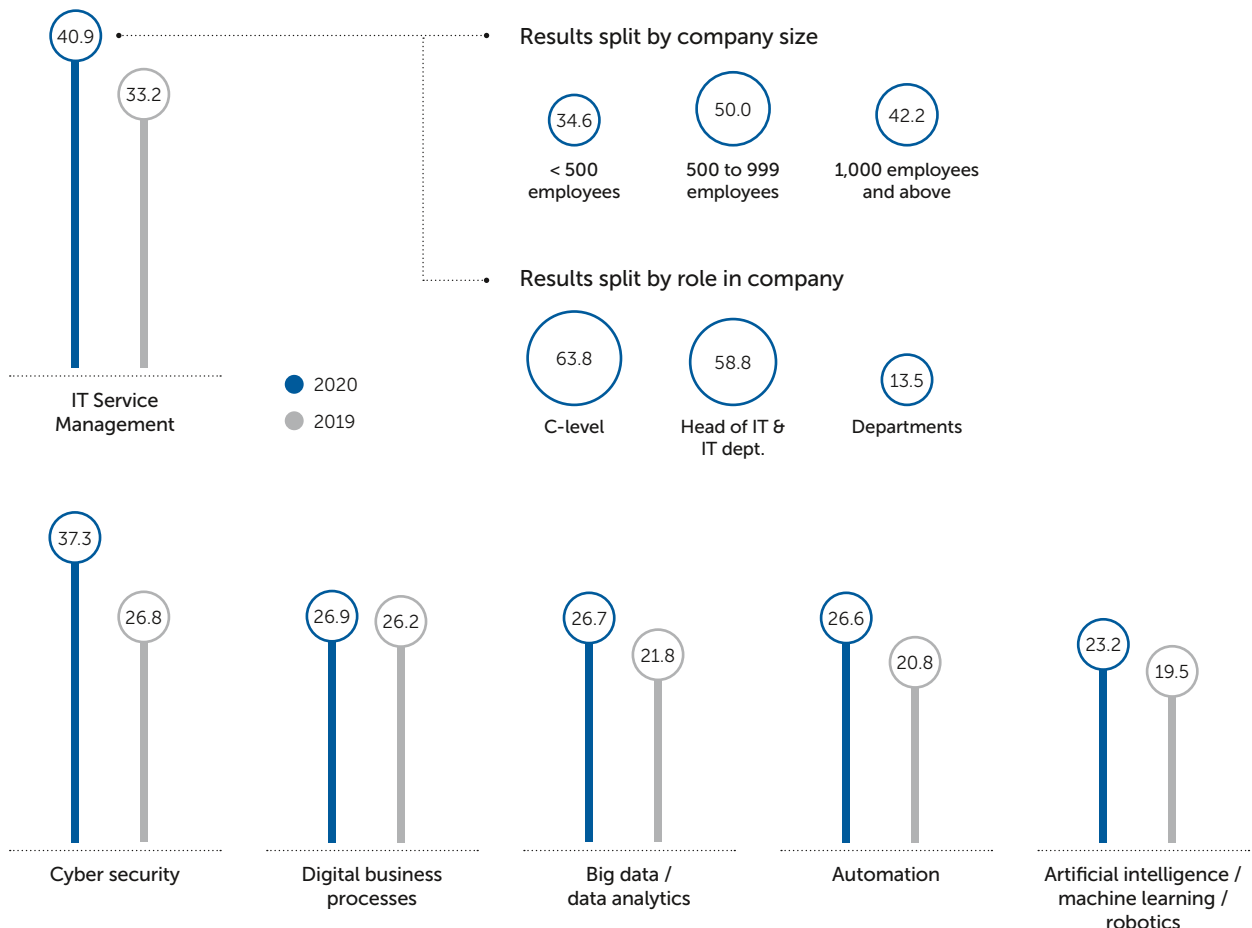 40.9
33.2
IT Service
Management
2020
2019
Results split by company size
34.6
50.0
42.2
< 500
employees
500 to 999
employees
1,000 employees
and above
Results split by role in company
63.8
58.8
13.5
C-level
Head of IT &
IT dept.
Departments
37.3
26.8
Cyber security
26.9
26.2
Digital business
processes
26.7
21.8
Big data /
data analytics
26.6
20.8
Automation
23.2
19.5
Artificial intelligence /
machine learning /
robotics